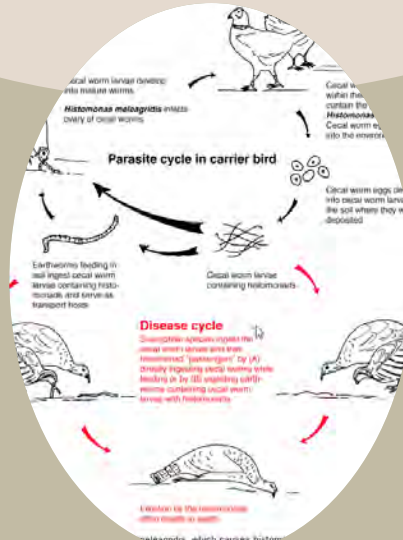 cecal worm larvae develop
into mature worms.
Histomonas meleagridis infects
ovary of cecal worms.
Cecal w
within the
contain the
Histomonas
Cecal worm eg
into the environ
Parasite cycle in carrier bird
Cecal worm eggs de
into cecal worm larva
the soil where they w
deposited
Earthworms feeding in
soil ingest cecal worm
larvae containing histo-
monads and serve as
transport hosts
Cecal worm larvae
containing histomonads
Disease cycle
Susceptible species ingest the
cecal worm larvae and their
histomonad "passengers" by (A)
directly ingesting cecal worms while
feeding or by (B) ingesting earth-
worms containing cecal worm
larvae with histomonads
Infection by the histomonads
often results in death
meleagridis, which causes histom